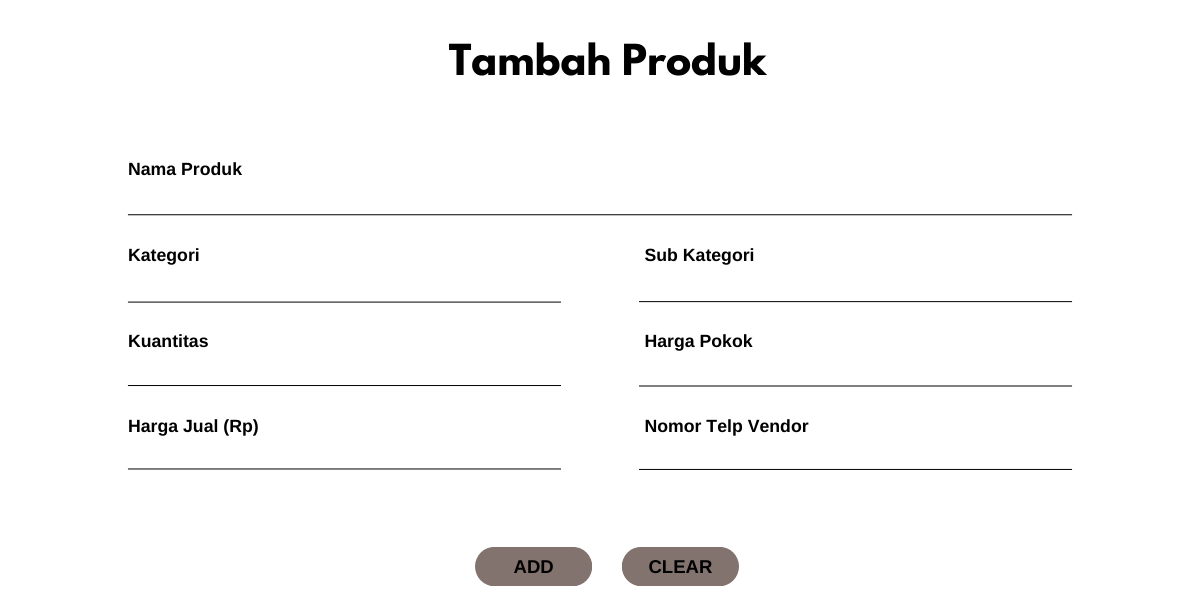 Tambah Produk
Nama Produk
Kategori
Sub Kategori
Kuantitas
Harga Pokok
Harga Jual (Rp)
Nomor Telp Vendor
ADD
CLEAR